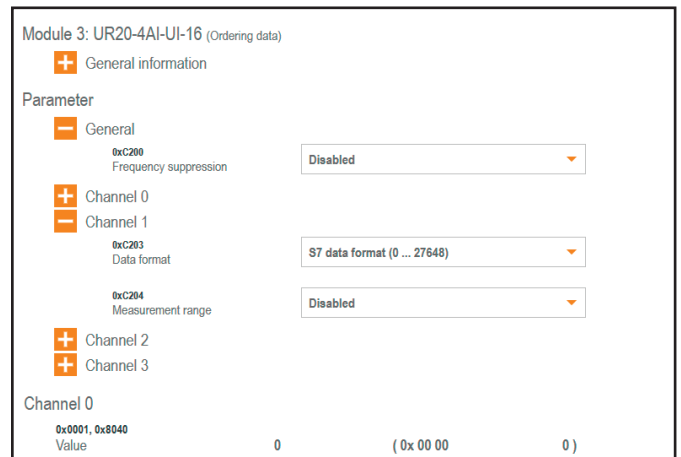 Module 3: UR20-4AI-UI-16 (Ordering data)
General information
Parameter
General
0xC200
Frequency suppression
Disabled
Channel 0
Channel 1
0xC203
Data format
S7 data format (0 ... 27648)
0xC204
Measurement range
Disabled
Channel 2
Channel 3
Channel 0
0x0001, 0x8040
Value 0 ( 0x 00 00 0 )